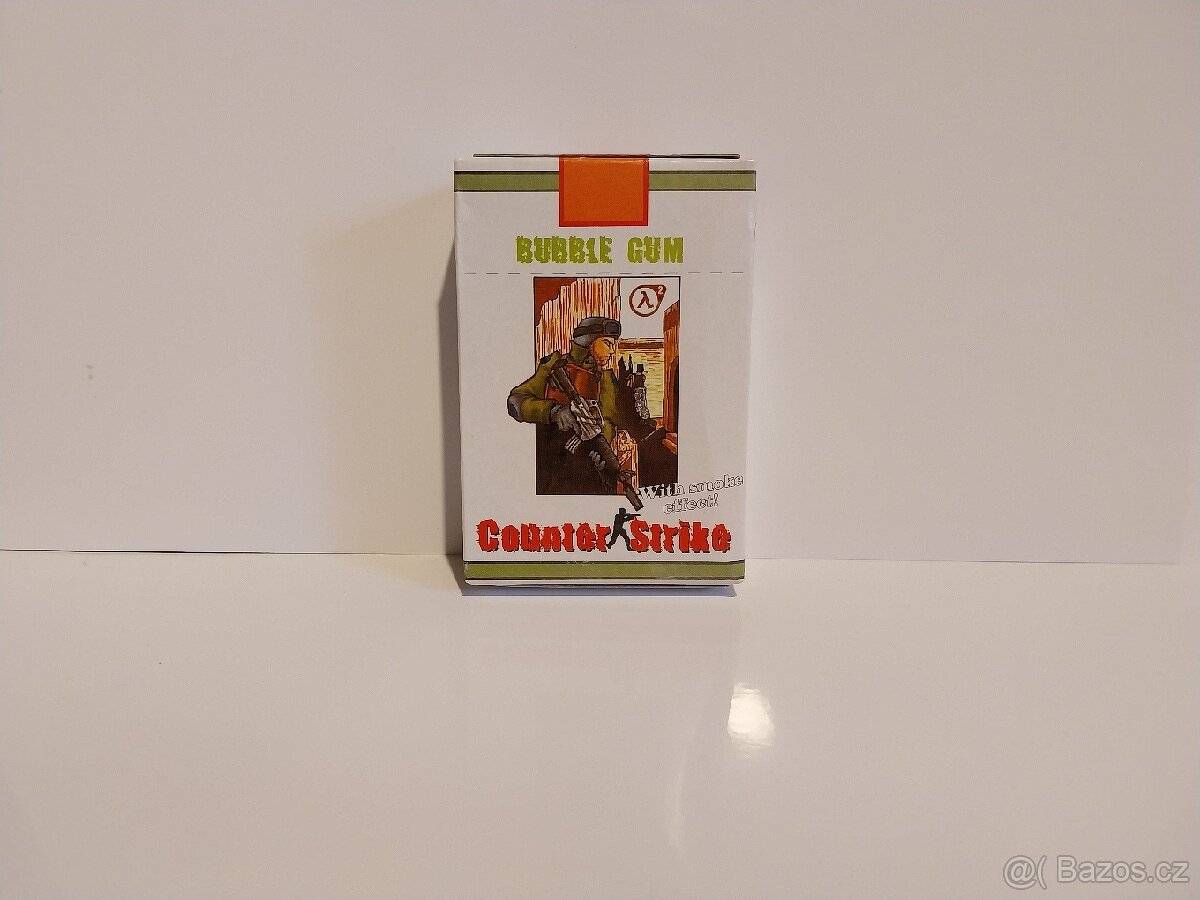 BUBBLE GUM
λ2
With smoke
effect!
Counter Strike
@( Bazos.cz